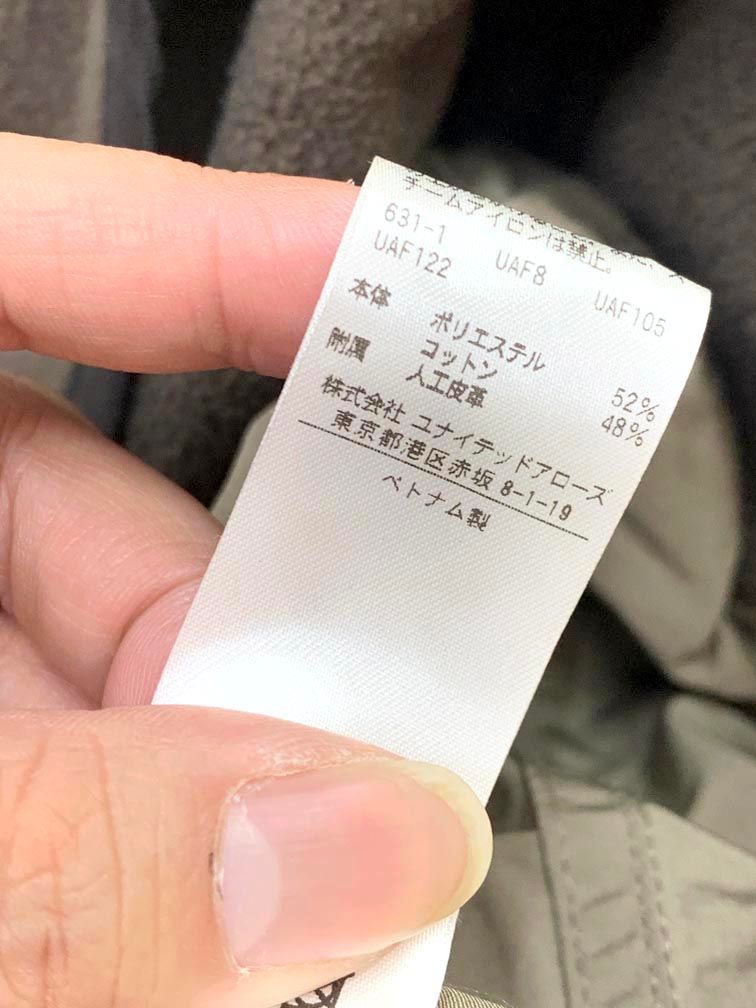 チームアイロンは禁止。
631-1 UAF8 UAF105
UAF122
本体 ポリエステル 52%
コットン 48%
附属 人工皮革
株式会社 ユナイテッドアローズ
東京都港区赤坂 8-1-19
ベトナム製